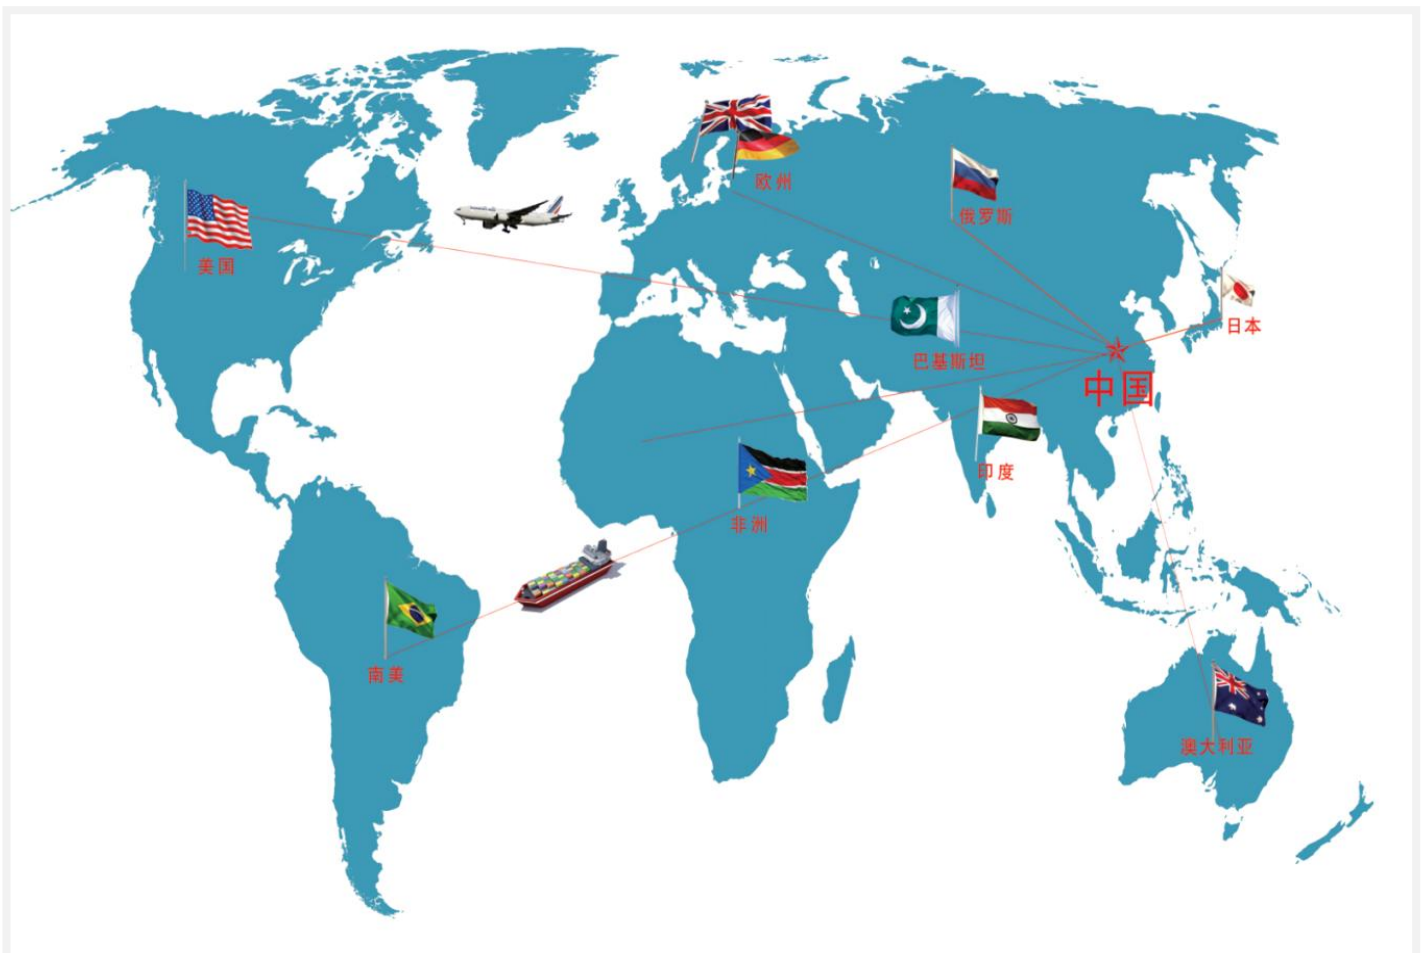 欧州
俄罗斯
美国
日本
巴基斯坦
中国
印度
非洲
南美
澳大利亚